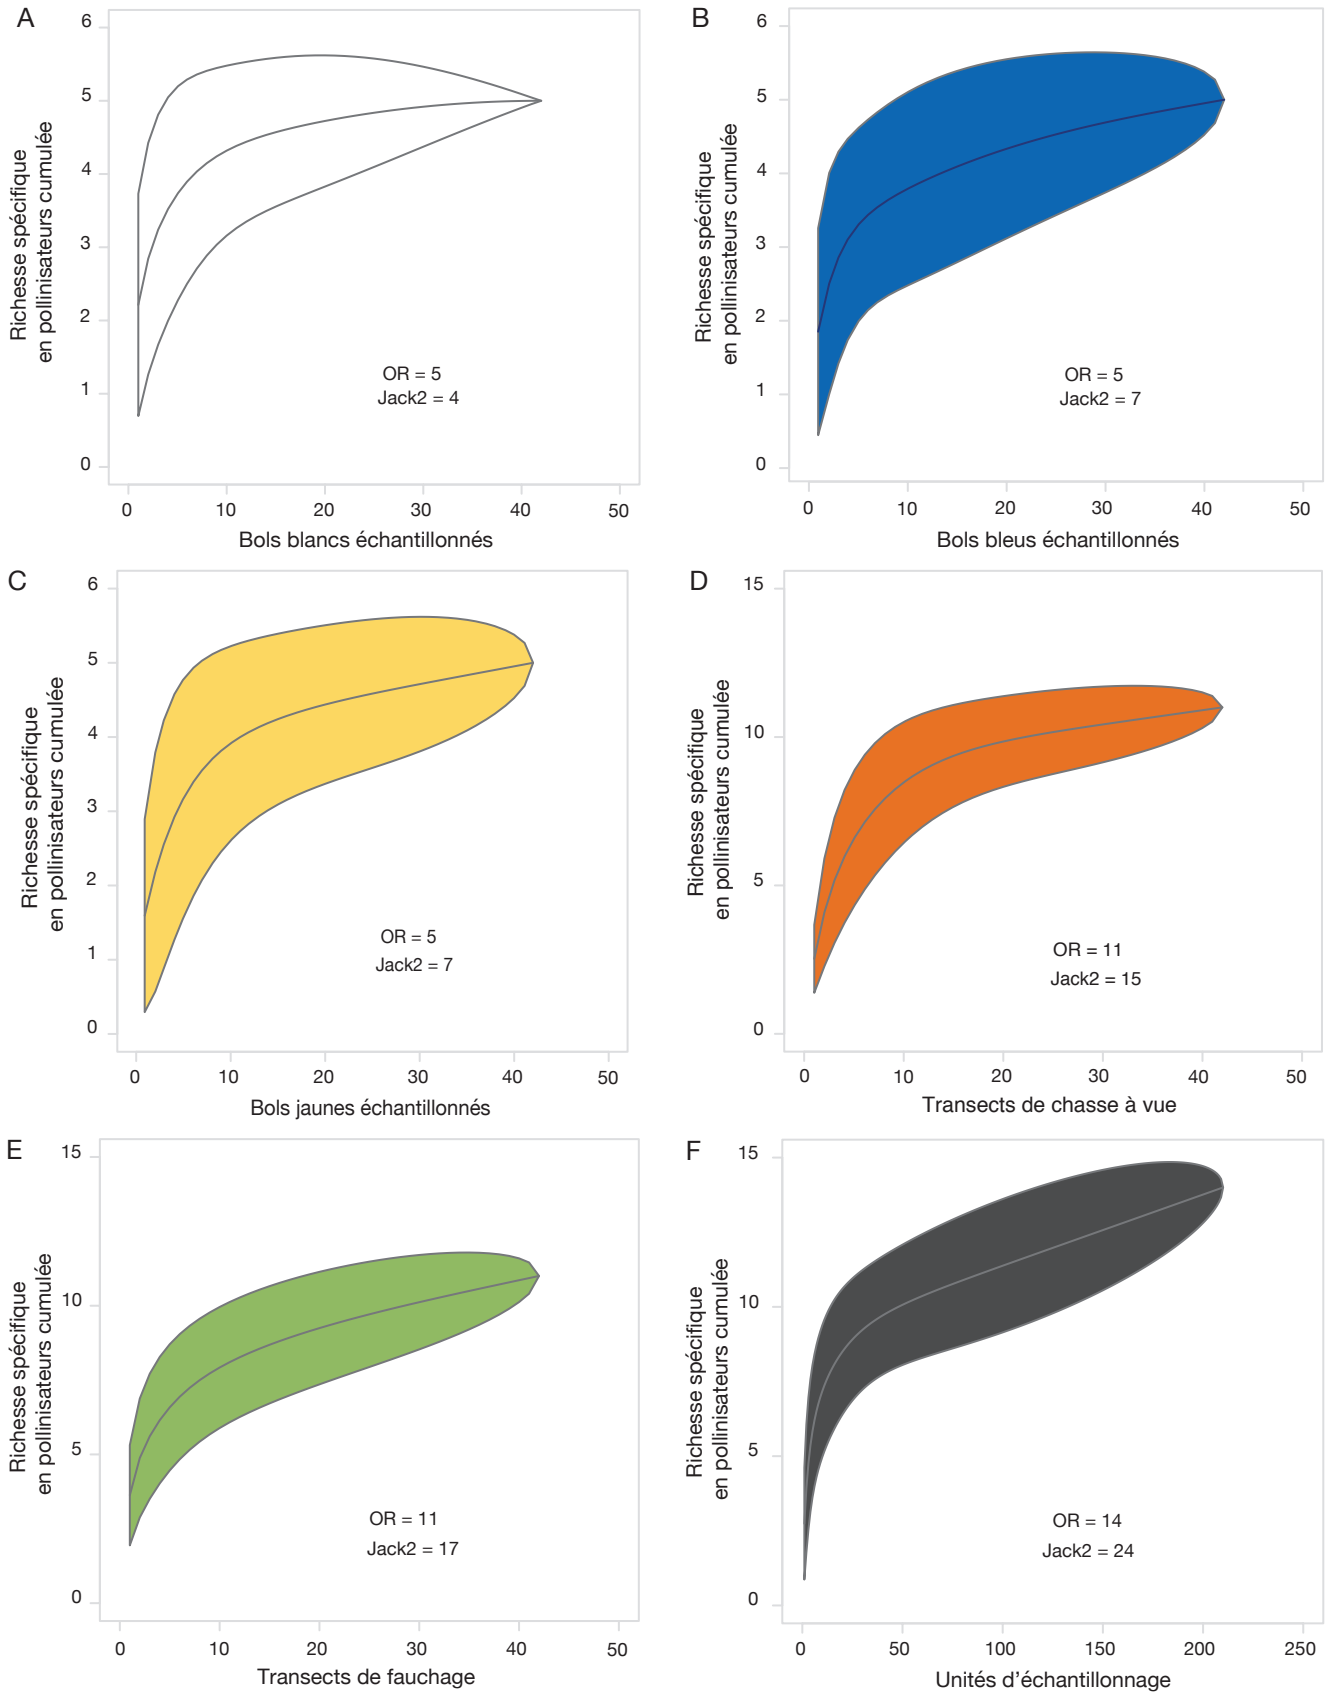 A
Richesse spécifique
en pollinisateurs cumulée
6
5
4
3
2
1
0
OR = 5
Jack2 = 4
0 10 20 30 40 50
Bols blancs échantillonnés
B
Richesse spécifique
en pollinisateurs cumulée
6
5
4
3
2
1
0
OR = 5
Jack2 = 7
0 10 20 30 40 50
Bols bleus échantillonnés
C
Richesse spécifique
en pollinisateurs cumulée
6
5
4
3
2
1
0
OR = 5
Jack2 = 7
0 10 20 30 40 50
Bols jaunes échantillonnés
D
Richesse spécifique
en pollinisateurs cumulée
15
10
5
0
OR = 11
Jack2 = 15
0 10 20 30 40 50
Transects de chasse à vue
E
Richesse spécifique
en pollinisateurs cumulée
15
10
5
0
OR = 11
Jack2 = 17
0 10 20 30 40 50
Transects de fauchage
F
Richesse spécifique
en pollinisateurs cumulée
15
10
5
0
OR = 14
Jack2 = 24
0 50 100 150 200 250
Unités d'échantillonnage